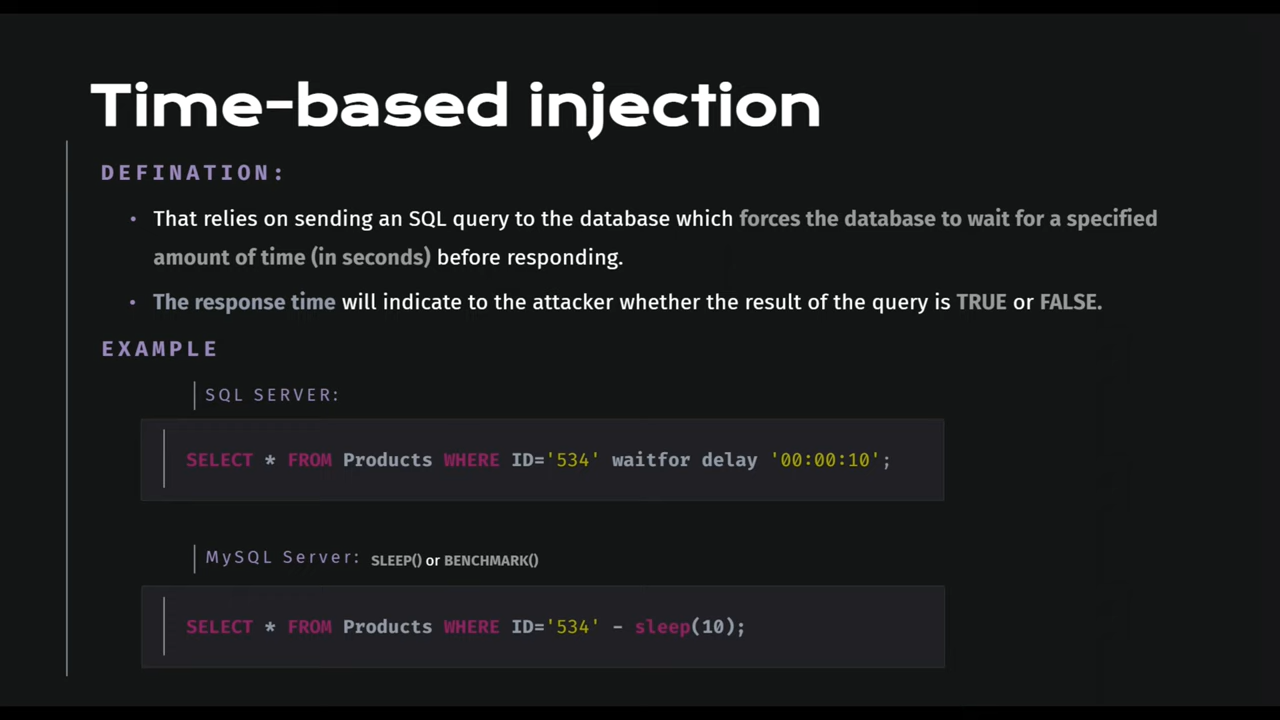 Time-based injection
DEFINATION:
• That relies on sending an SQL query to the database which forces the database to wait for a specified
amount of time (in seconds) before responding.
• The response time will indicate to the attacker whether the result of the query is TRUE or FALSE.
EXAMPLE
SQL SERVER:
SELECT * FROM Products WHERE ID='534' waitfor delay '00:00:10';
MySQL Server: SLEEP() or BENCHMARK()
SELECT * FROM Products WHERE ID='534' - sleep(10);